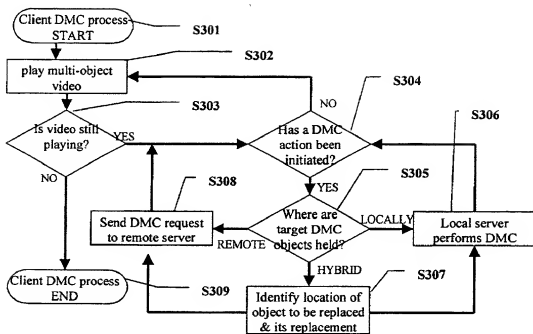 Client DMC process
START
S301
S302
play multi-object
video
S303
S304
NO
S306
Is video still
playing?
YES
Has a DMC
action been
initiated?
S305
NO
S308
YES
Send DMC request
to remote server
REMOTE
Where are
target DMC
objects held?
LOCALLY
Local server
performs DMC
HYBRID
S307
Client DMC process
END
S309
Identify location of
object to be replaced
& its replacement